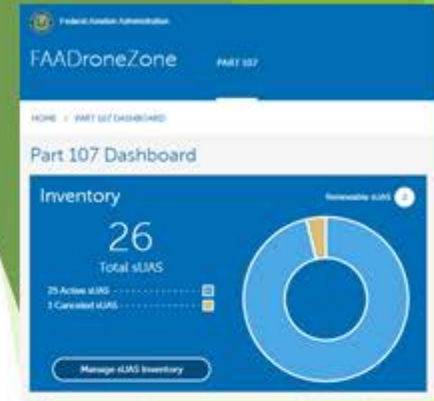 Federal Aviation Administration
FAADroneZone
PART 107
HOME / PART 107 DASHBOARD
Part 107 Dashboard
Inventory
Renewable sUAS
26
Total sUAS
25 Active sUAS
1 Canceled sUAS
Manage sUAS Inventory